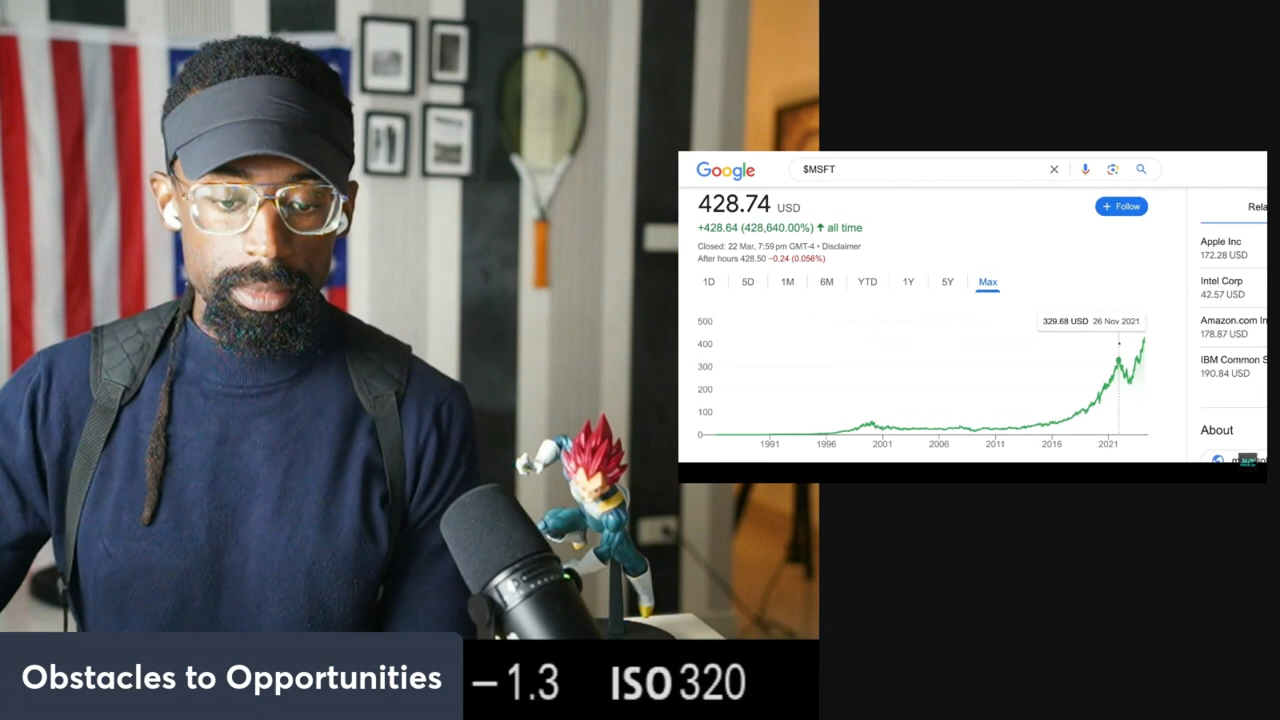 Google
$MSFT
428.74 USD
+ Follow
+428.64 (428,640.00%) ↑ all time
Closed: 22 Mar, 7:59 pm GMT-4 • Disclaimer
After hours 428.50 −0.24 (0.056%)
1D 5D 1M 6M YTD 1Y 5Y Max
329.68 USD 26 Nov 2021
500
400
300
200
100
0
1991 1996 2001 2006 2011 2016 2021
Rela
Apple Inc
172.28 USD
Intel Corp
42.57 USD
Amazon.com In
178.87 USD
IBM Common S
190.84 USD
About
Obstacles to Opportunities
– 1.3 ISO 320